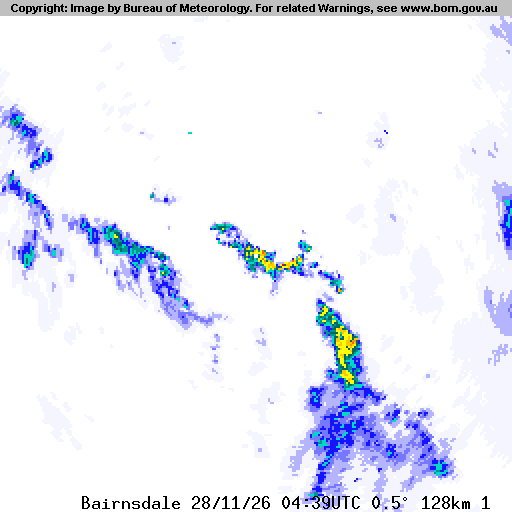 Copyright: Image by Bureau of Meteorology. For related Warnings, see www.bom.gov.au
Bairnsdale 28/11/26 04:39UTC 0.5° 128km 1